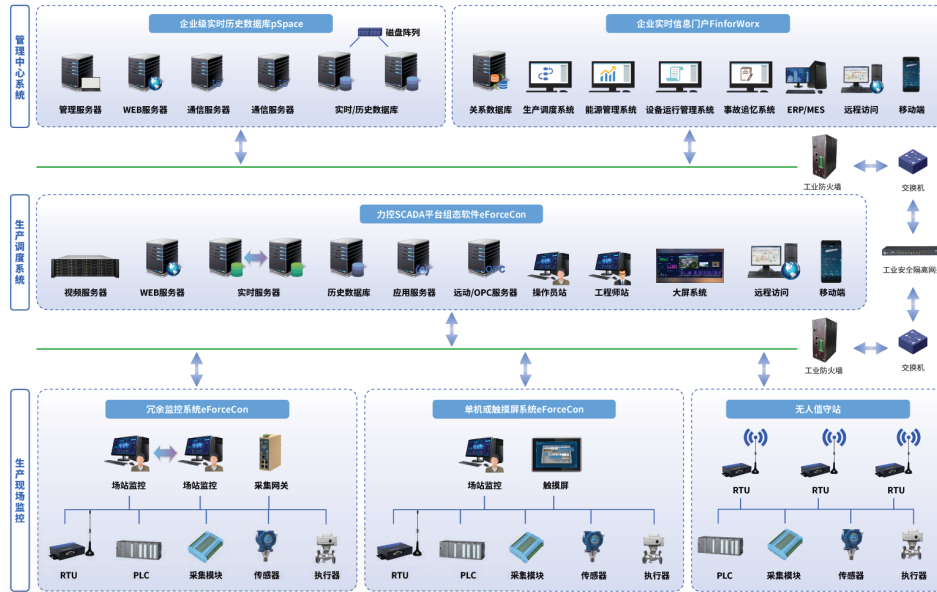 管理中心系统
企业级实时历史数据库pSpace
磁盘阵列
管理服务器
WEB服务器
通信服务器
通信服务器
实时/历史数据库
企业实时信息门户FinforWorx
关系数据库
生产调度系统
能源管理系统
设备运行管理系统
事故追忆系统
ERP/MES
远程访问
移动端
工业防火墙
交换机
生产调度系统
力控SCADA平台组态软件eForceCon
视频服务器
WEB服务器
实时服务器
历史数据库
应用服务器
OPC
远动/OPC服务器
操作员站
工程师站
大屏系统
远程访问
移动端
工业安全隔离网
工业防火墙
交换机
生产现场监控
冗余监控系统eForceCon
场站监控
场站监控
采集网关
RTU
PLC
采集模块
传感器
执行器
单机或触摸屏系统eForceCon
场站监控
触摸屏
RTU
PLC
采集模块
传感器
执行器
无人值守站
RTU
RTU
RTU
PLC
采集模块
传感器
执行器